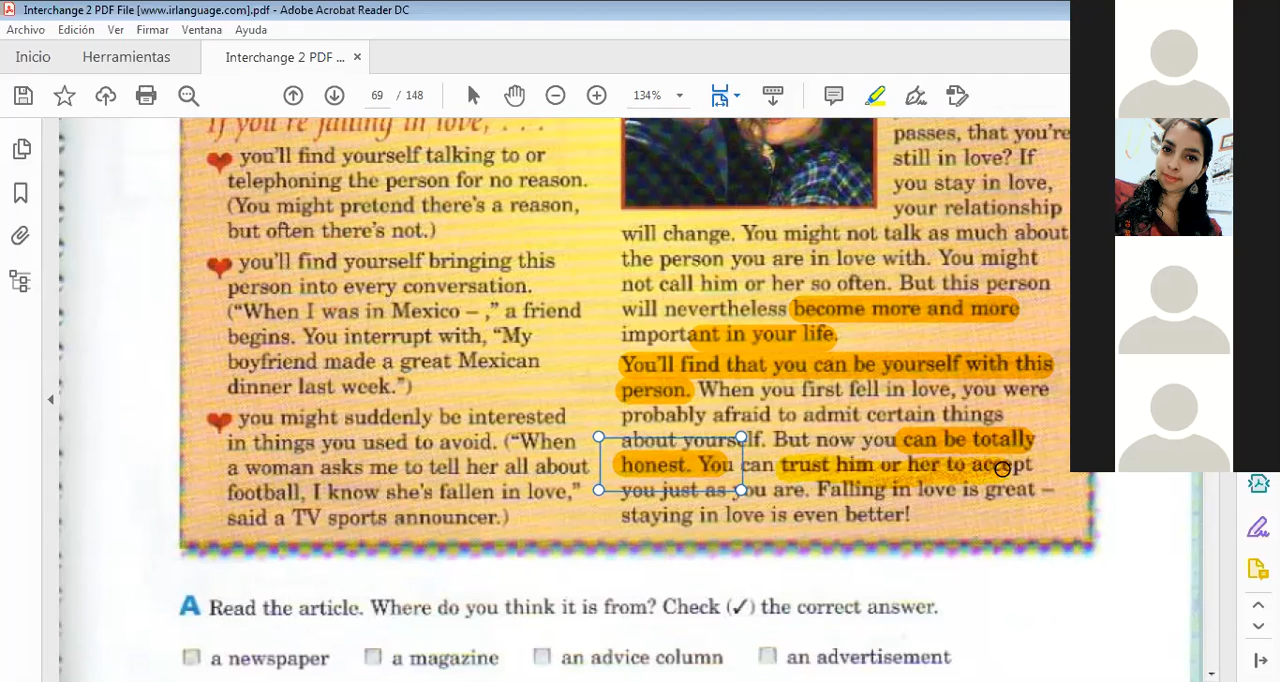 Interchange 2 PDF File [www.irlanguage.com].pdf - Adobe Acrobat Reader DC
Archivo Edición Ver Firmar Ventana Ayuda
Inicio Herramientas Interchange 2 PDF ... ×
69 / 148 134%
If you're falling in love, . . .
you'll find yourself talking to or
telephoning the person for no reason.
(You might pretend there's a reason,
but often there's not.)
you'll find yourself bringing this
person into every conversation.
("When I was in Mexico – ," a friend
begins. You interrupt with, "My
boyfriend made a great Mexican
dinner last week.")
you might suddenly be interested
in things you used to avoid. ("When
a woman asks me to tell her all about
football, I know she's fallen in love,"
said a TV sports announcer.)
passes, that you're
still in love? If
you stay in love,
your relationship
will change. You might not talk as much about
the person you are in love with. You might
not call him or her so often. But this person
will nevertheless become more and more
important in your life.
You'll find that you can be yourself with this
person. When you first fell in love, you were
probably afraid to admit certain things
about yourself. But now you can be totally
honest. You can trust him or her to accept
you just as you are. Falling in love is great –
staying in love is even better!
A Read the article. Where do you think it is from? Check (✓) the correct answer.
a newspaper a magazine an advice column an advertisement